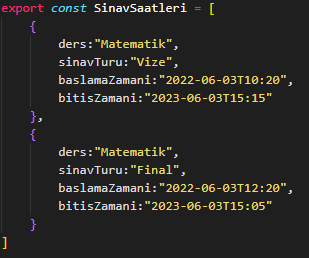 export const SinavSaatleri = [
{
ders:"Matematik",
sinavTuru:"Vize",
baslamaZamani:"2022-06-03T10:20",
bitisZamani:"2023-06-03T15:15"
},
{
ders:"Matematik",
sinavTuru:"Final",
baslamaZamani:"2022-06-03T12:20",
bitisZamani:"2023-06-03T15:05"
}
]